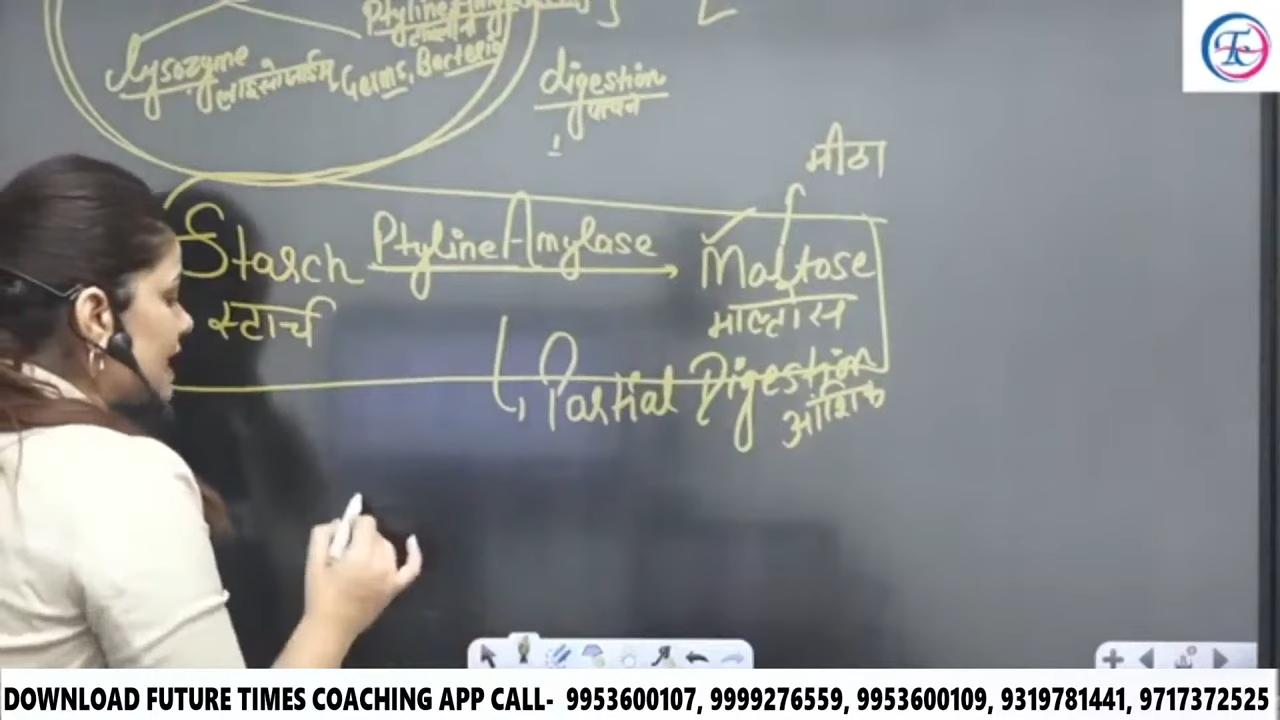 Ptyline Amylase
Lysozyme
लाइसोजाईम, Germs, Bacteria
digestion
पाचन
मीठा
Starch Ptyline Amylase Maltose
स्टार्च माल्टोस
Partial Digestion
आंशिक
DOWNLOAD FUTURE TIMES COACHING APP CALL- 9953600107, 9999276559, 9953600109, 9319781441, 9717372525